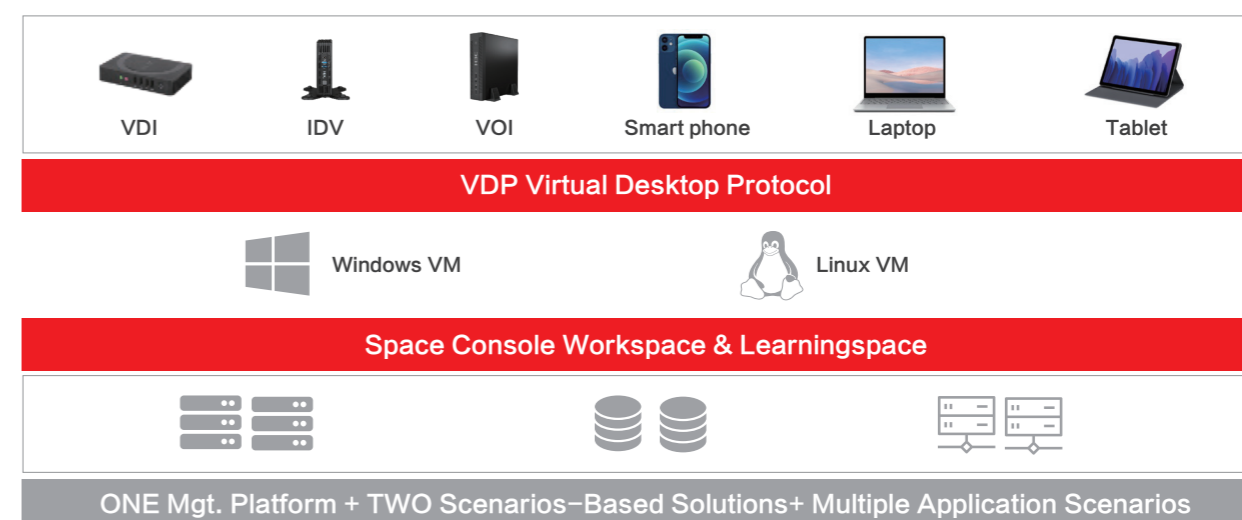 VDI IDV VOI Smart phone Laptop Tablet
VDP Virtual Desktop Protocol
Windows VM Linux VM
Space Console Workspace & Learningspace
ONE Mgt. Platform + TWO Scenarios-Based Solutions+ Multiple Application Scenarios